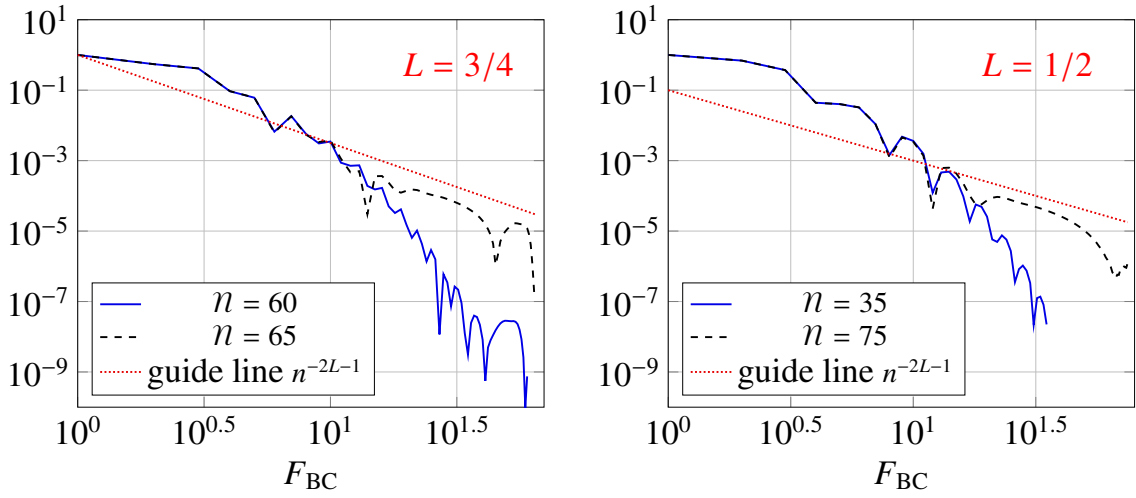 10^1
10^-1
10^-3
10^-5
10^-7
10^-9
L = 3/4
n = 60
n = 65
guide line n^-2L-1
10^0
10^0.5
10^1
10^1.5
F_BC
10^1
10^-1
10^-3
10^-5
10^-7
10^-9
L = 1/2
n = 35
n = 75
guide line n^-2L-1
10^0
10^0.5
10^1
10^1.5
F_BC